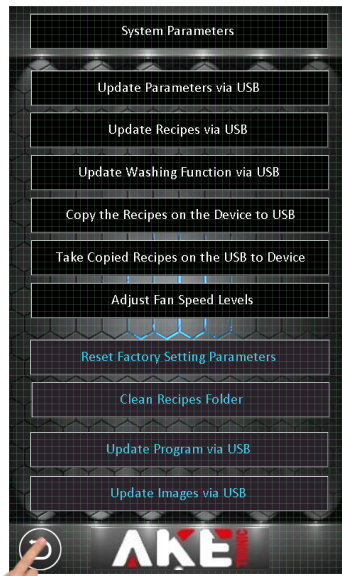 System Parameters
Update Parameters via USB
Update Recipes via USB
Update Washing Function via USB
Copy the Recipes on the Device to USB
Take Copied Recipes on the USB to Device
Adjust Fan Speed Levels
Reset Factory Setting Parameters
Clean Recipes Folder
Update Program via USB
Update Images via USB
AKE
TRONIC